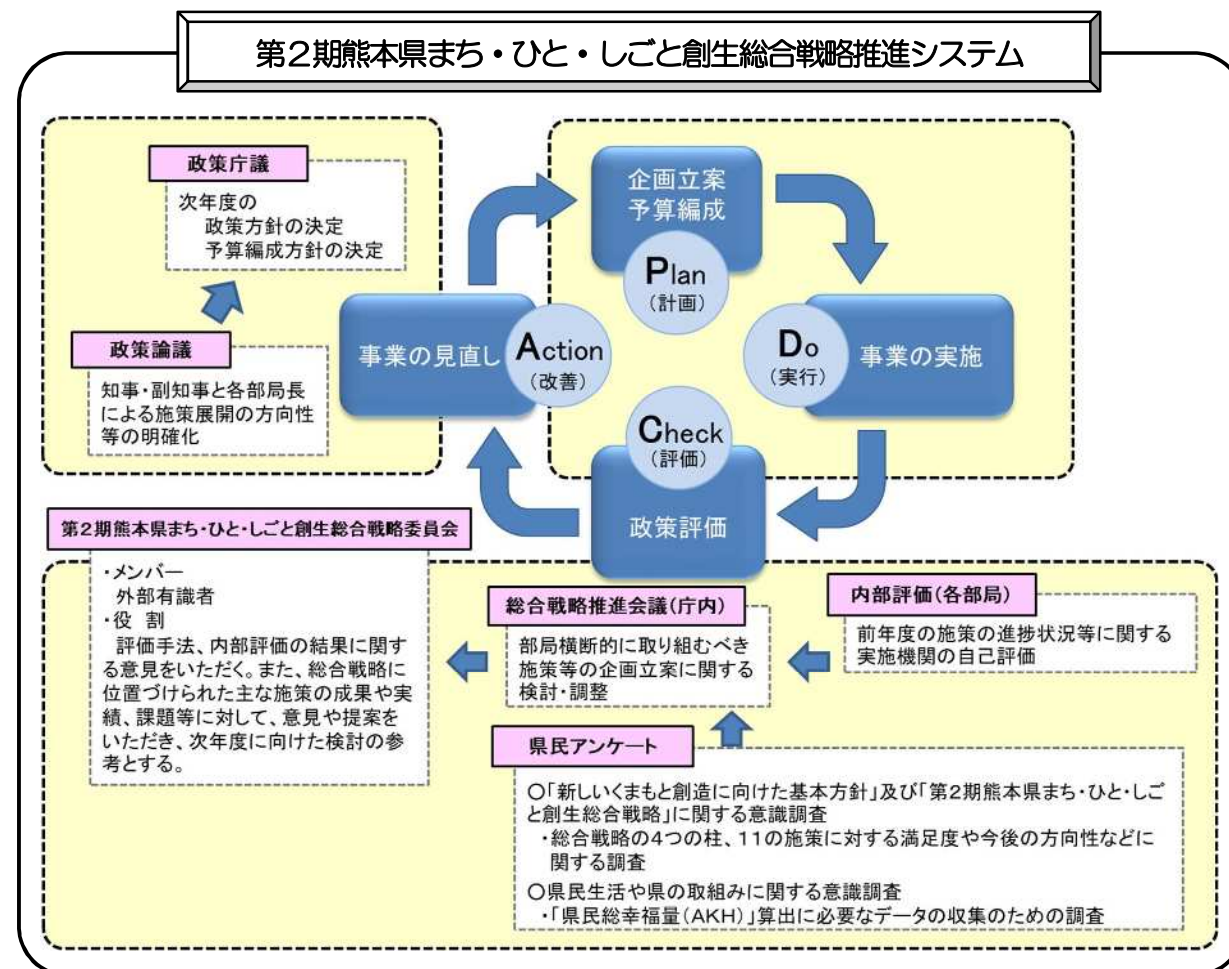 第2期熊本県まち・ひと・しごと創生総合戦略推進システム
政策庁議
次年度の
政策方針の決定
予算編成方針の決定
政策論議
知事・副知事と各部局長
による施策展開の方向性
等の明確化
企画立案
予算編成
Plan
(計画)
事業の見直し
Action
(改善)
Do
(実行)
事業の実施
Check
(評価)
政策評価
第2期熊本県まち・ひと・しごと創生総合戦略委員会
・メンバー
外部有識者
・役 割
評価手法、内部評価の結果に関す
る意見をいただく。また、総合戦略に
位置づけられた主な施策の成果や実
績、課題等に対して、意見や提案を
いただき、次年度に向けた検討の参
考とする。
総合戦略推進会議(庁内)
部局横断的に取り組むべき
施策等の企画立案に関する
検討・調整
内部評価(各部局)
前年度の施策の進捗状況等に関する
実施機関の自己評価
県民アンケート
○「新しいくまもと創造に向けた基本方針」及び「第2期熊本県まち・ひと・しご
と創生総合戦略」に関する意識調査
・総合戦略の4つの柱、11の施策に対する満足度や今後の方向性などに
関する調査
○県民生活や県の取組みに関する意識調査
・「県民総幸福量(AKH)」算出に必要なデータの収集のための調査